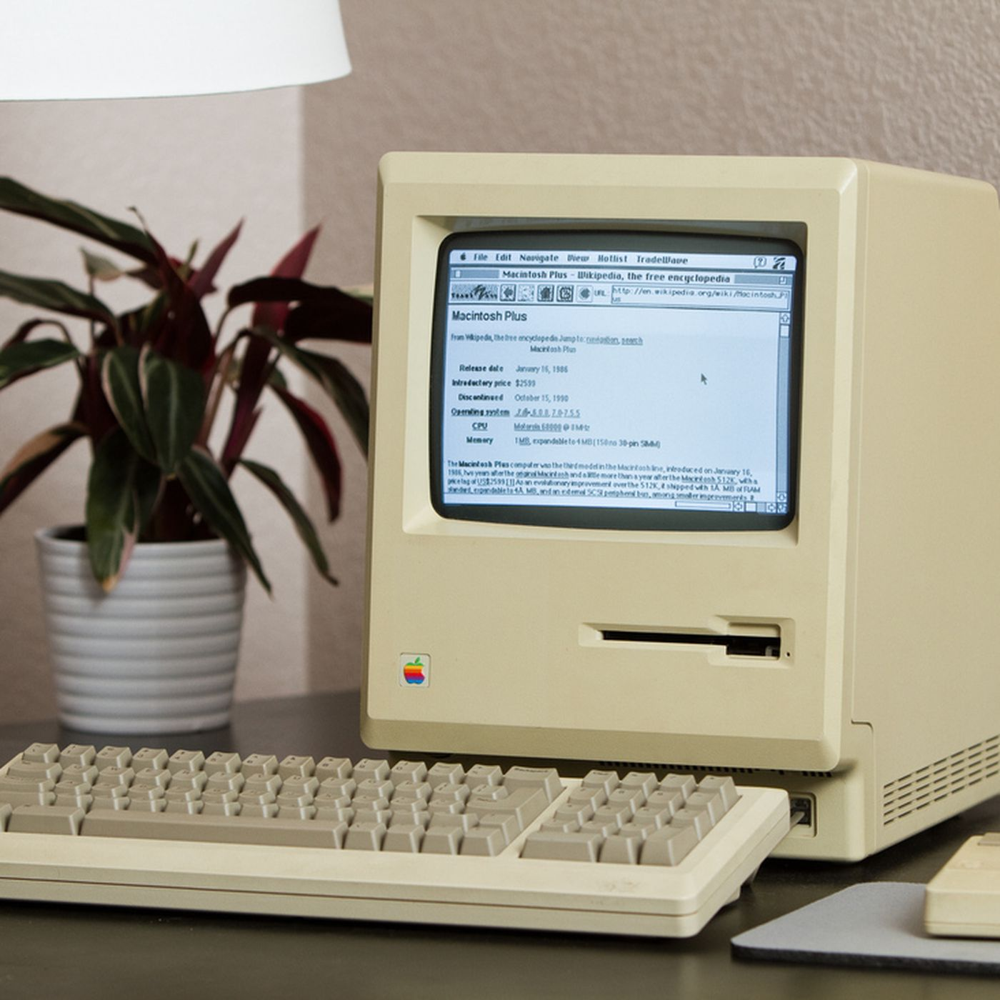 File Edit Navigate View Hotlist TradeWave
Macintosh Plus - Wikipedia, the free encyclopedia
URL: http://en.wikipedia.org/wiki/Macintosh_Pl
us
Macintosh Plus
From Wikipedia, the free encyclopedia Jump to: navigation, search
Macintosh Plus
Release date January 16, 1986
Introductory price $2599
Discontinued October 15, 1990
Operating system 6.0.8, 7.0-7.5.5
CPU Motorola 68000 @ 8 MHz
Memory 1 MB, expandable to 4 MB (150 ns 30-pin SIMM)
The Macintosh Plus computer was the third model in the Macintosh line, introduced on January 16,
1986, two years after the original Macintosh and a little more than a year after the Macintosh 512K, with a
price tag of US$2599.[1] As an evolutionary improvement over the 512K, it shipped with 1Â MB of RAM
standard, expandable to 4Â MB, and an external SCSI peripheral bus, among smaller improvements. It